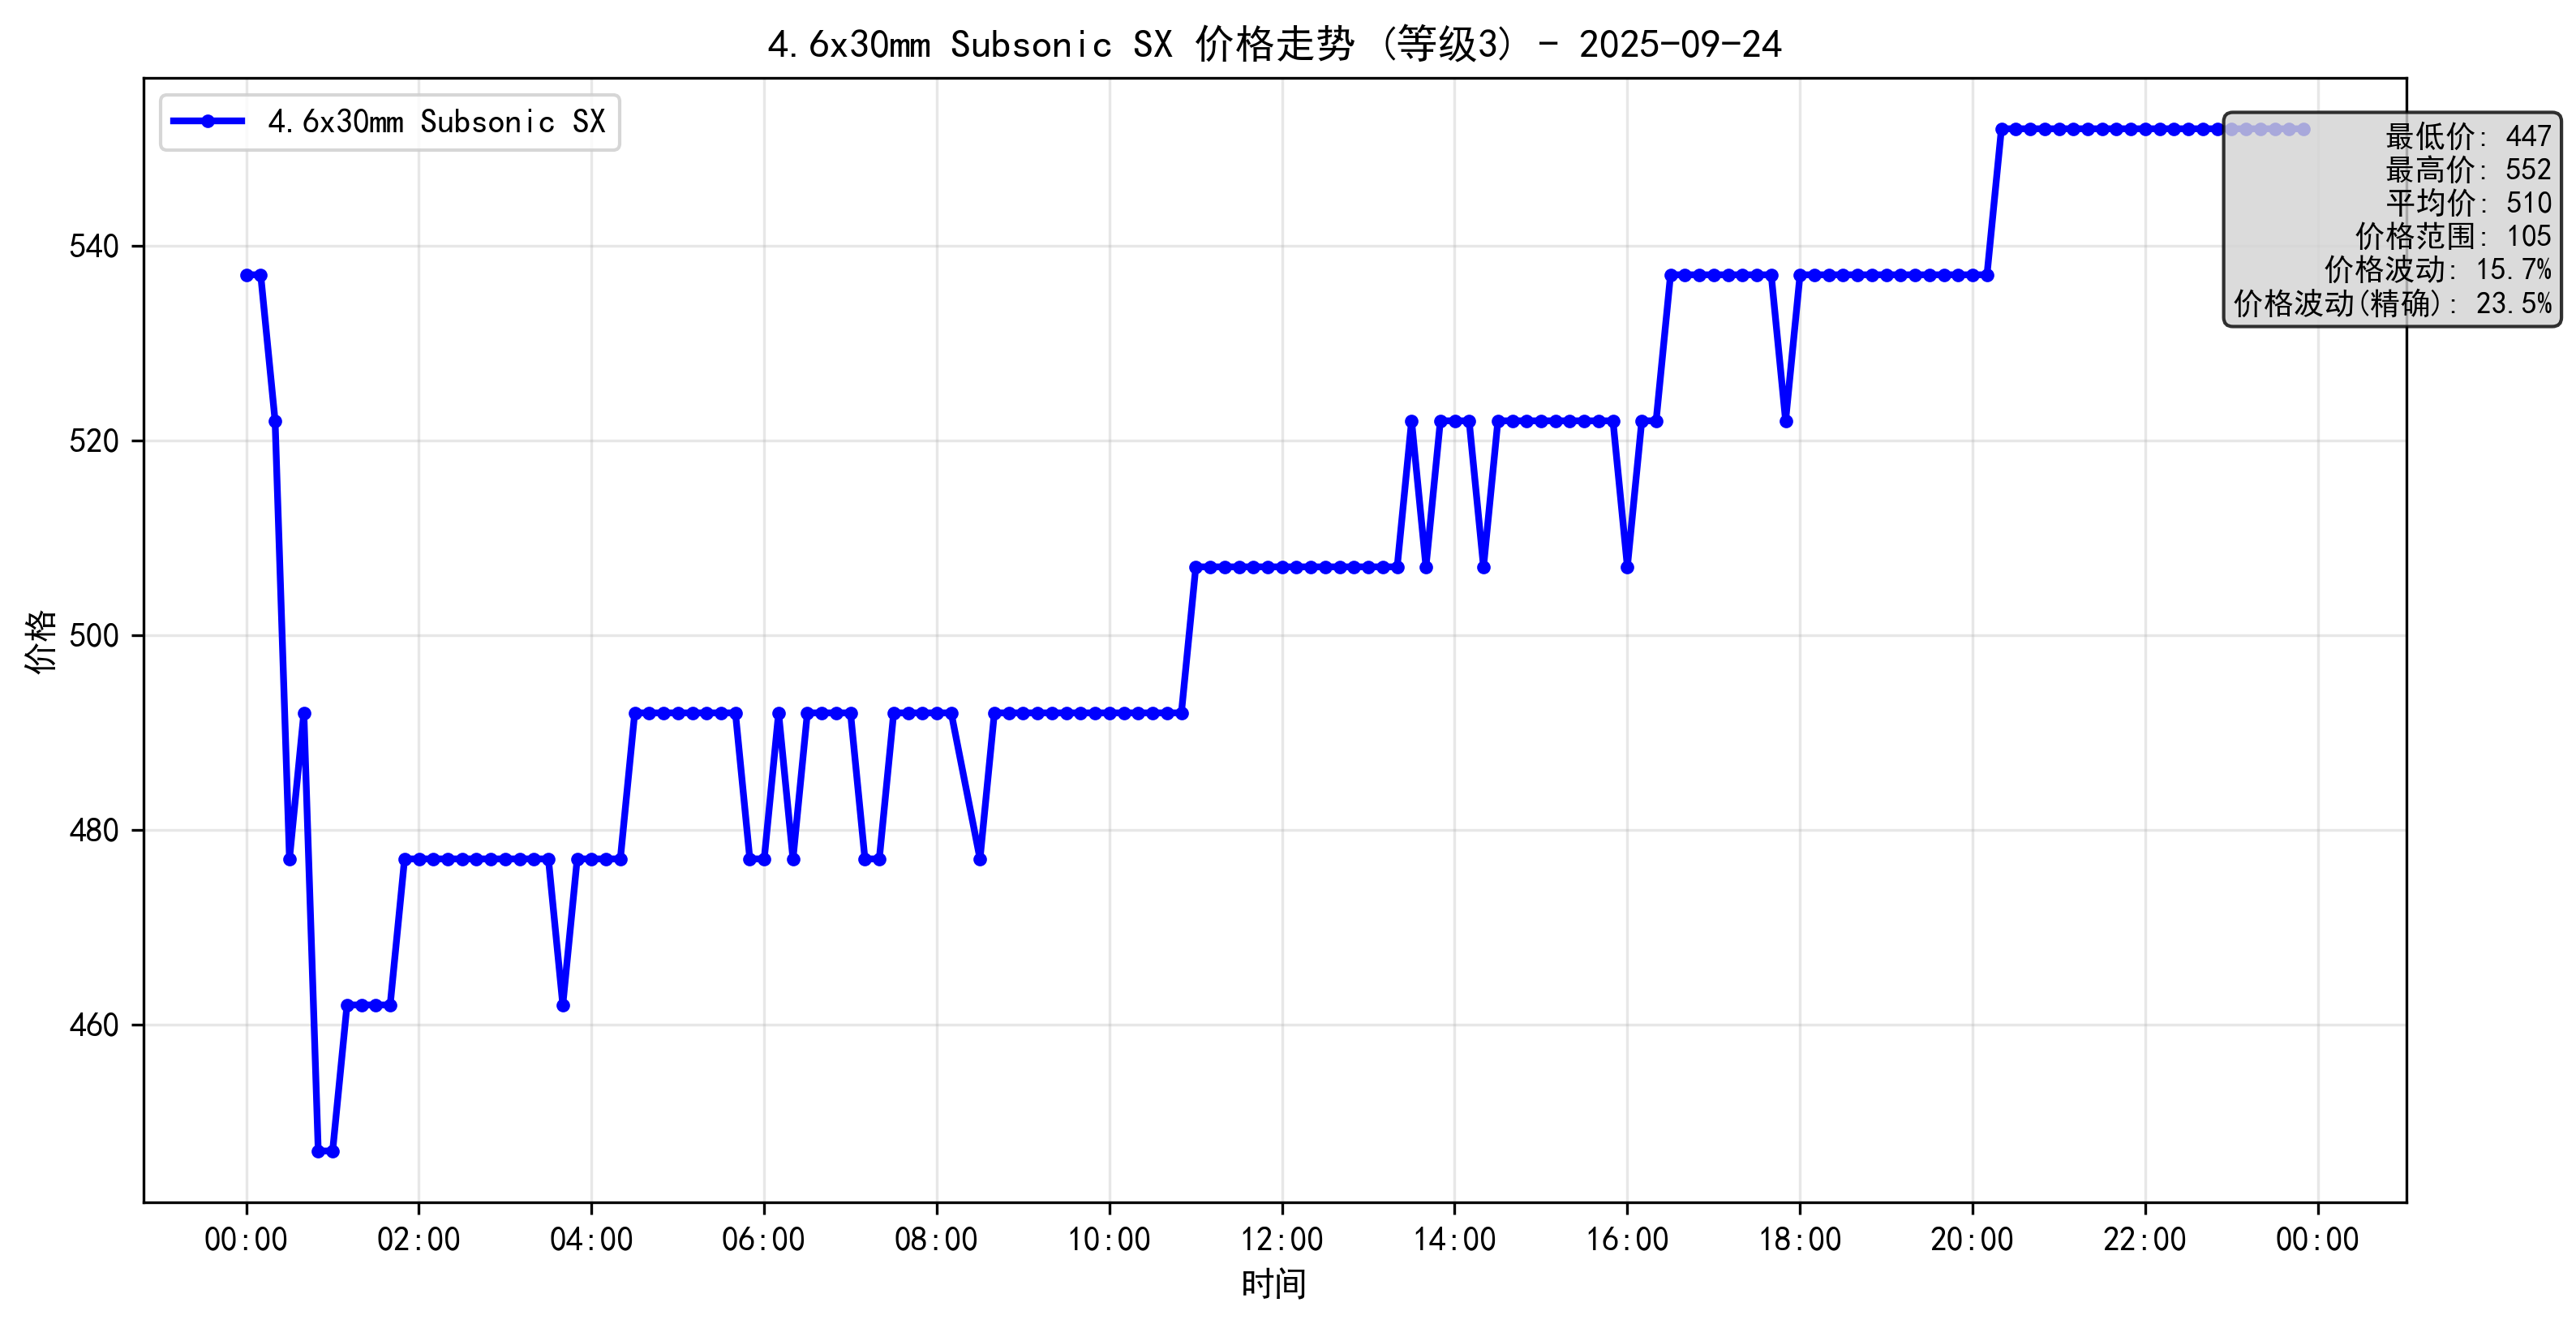 4.6x30mm Subsonic SX 价格走势 (等级3) - 2025-09-24
4.6x30mm Subsonic SX
最低价: 447
最高价: 552
平均价: 510
价格范围: 105
价格波动: 15.7%
价格波动(精确): 23.5%
价格
540
520
500
480
460
00:00 02:00 04:00 06:00 08:00 10:00 12:00 14:00 16:00 18:00 20:00 22:00 00:00
时间